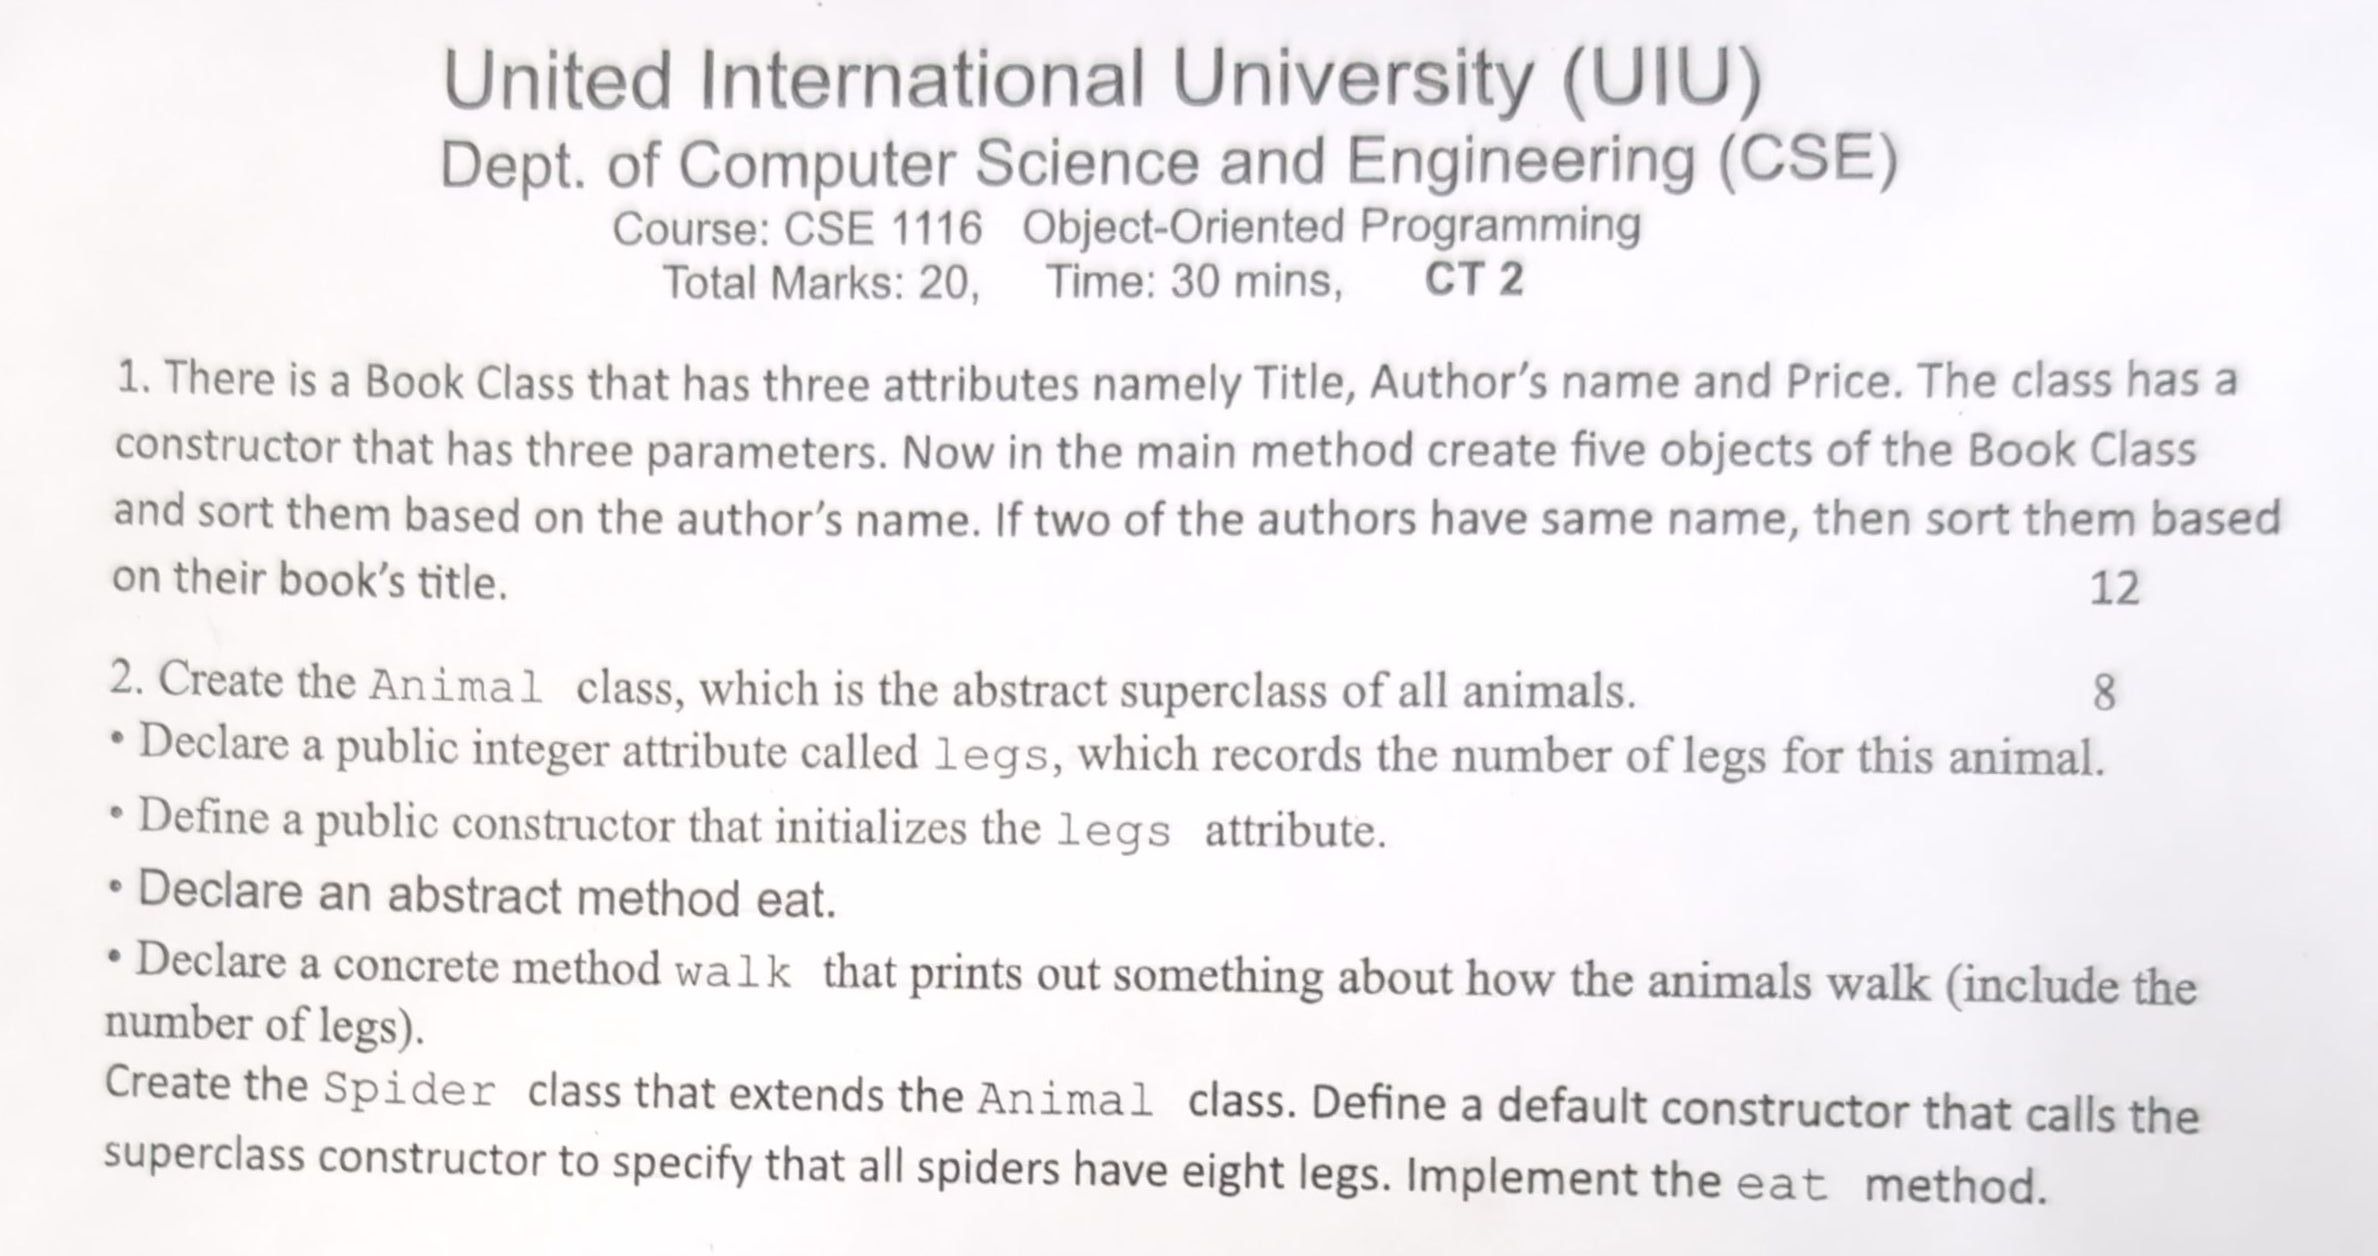 United International University (UIU)
Dept. of Computer Science and Engineering (CSE)
Course: CSE 1116 Object-Oriented Programming
Total Marks: 20, Time: 30 mins, CT 2
1. There is a Book Class that has three attributes namely Title, Author’s name and Price. The class has a
constructor that has three parameters. Now in the main method create five objects of the Book Class
and sort them based on the author’s name. If two of the authors have same name, then sort them based
on their book’s title. 12
2. Create the Animal class, which is the abstract superclass of all animals. 8
• Declare a public integer attribute called legs, which records the number of legs for this animal.
• Define a public constructor that initializes the legs attribute.
• Declare an abstract method eat.
• Declare a concrete method walk that prints out something about how the animals walk (include the
number of legs).
Create the Spider class that extends the Animal class. Define a default constructor that calls the
superclass constructor to specify that all spiders have eight legs. Implement the eat method.